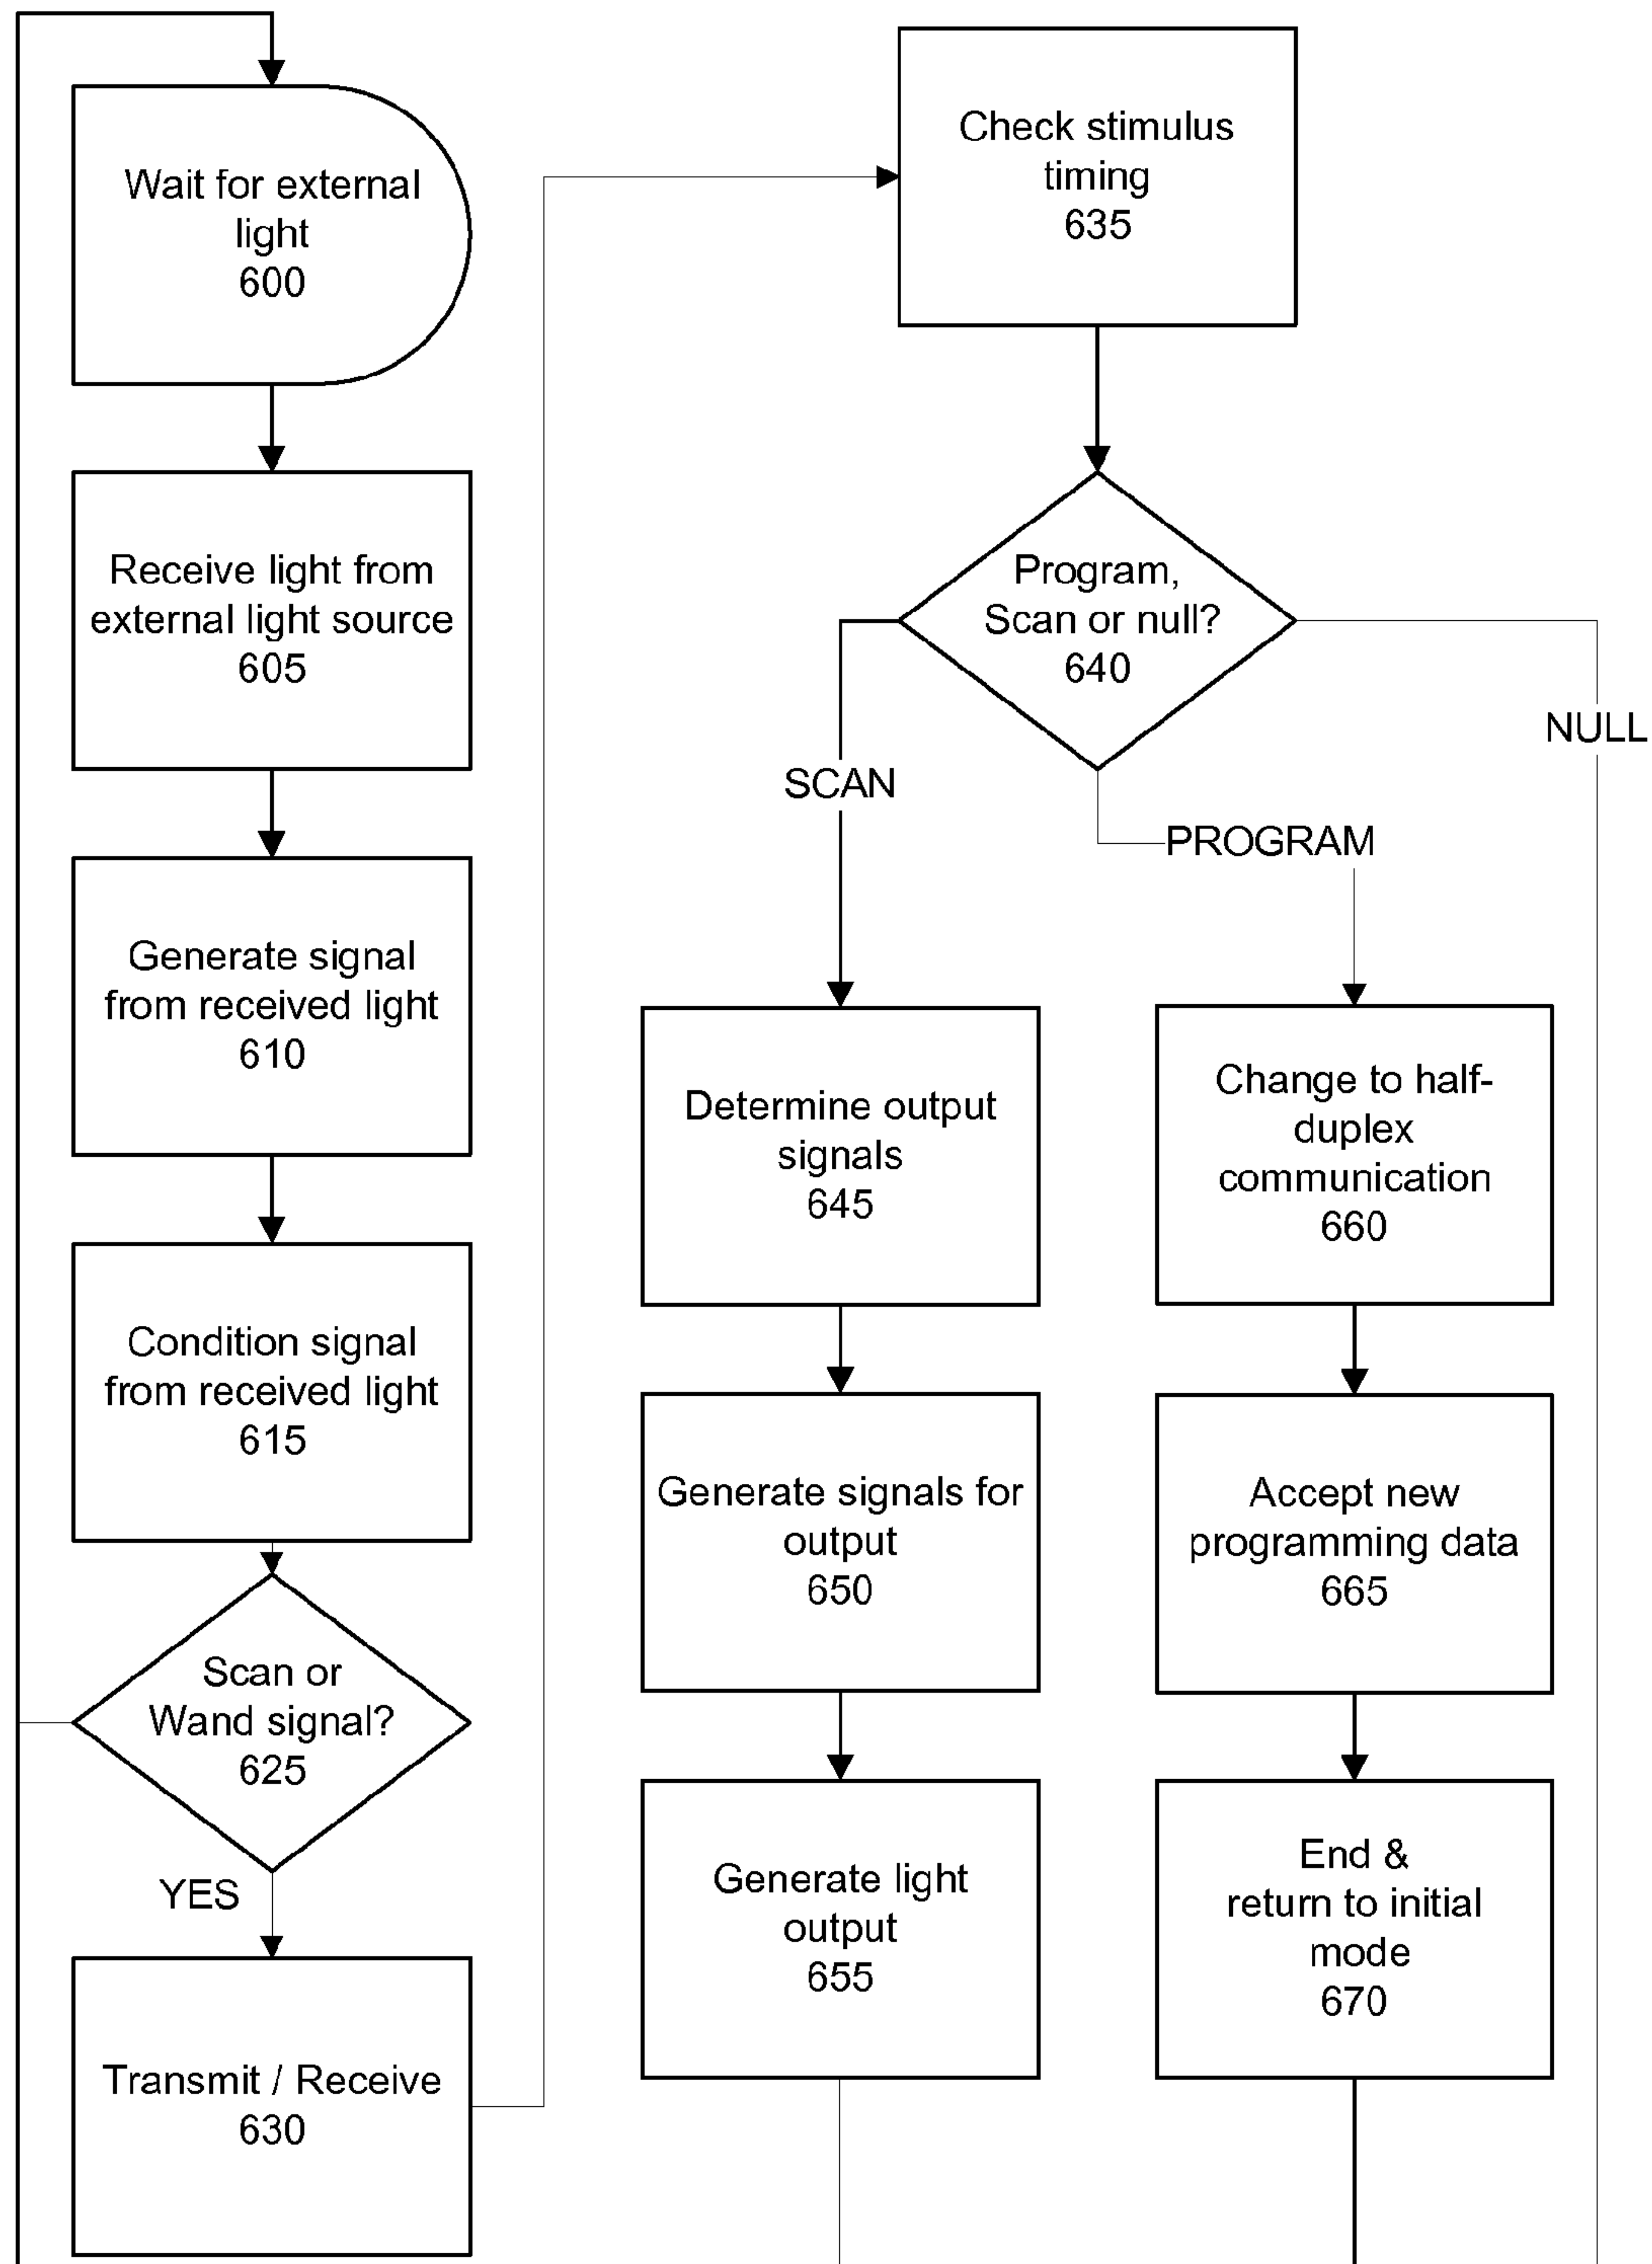 Wait for external
light
600
Receive light from
external light source
605
Generate signal
from received light
610
Condition signal
from received light
615
Scan or
Wand signal?
625
YES
Transmit / Receive
630
Check stimulus
timing
635
Program,
Scan or null?
640
NULL
SCAN
PROGRAM
Determine output
signals
645
Generate signals for
output
650
Generate light
output
655
Change to half-
duplex
communication
660
Accept new
programming data
665
End &
return to initial
mode
670